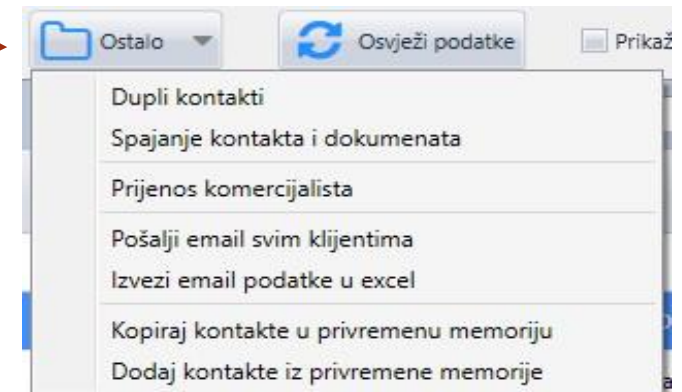 Ostalo
Osvježi podatke
Prikaž
Dupli kontakti
Spajanje kontakta i dokumenata
Prijenos komercijalista
Pošalji email svim klijentima
Izvezi email podatke u excel
Kopiraj kontakte u privremenu memoriju
Dodaj kontakte iz privremene memorije